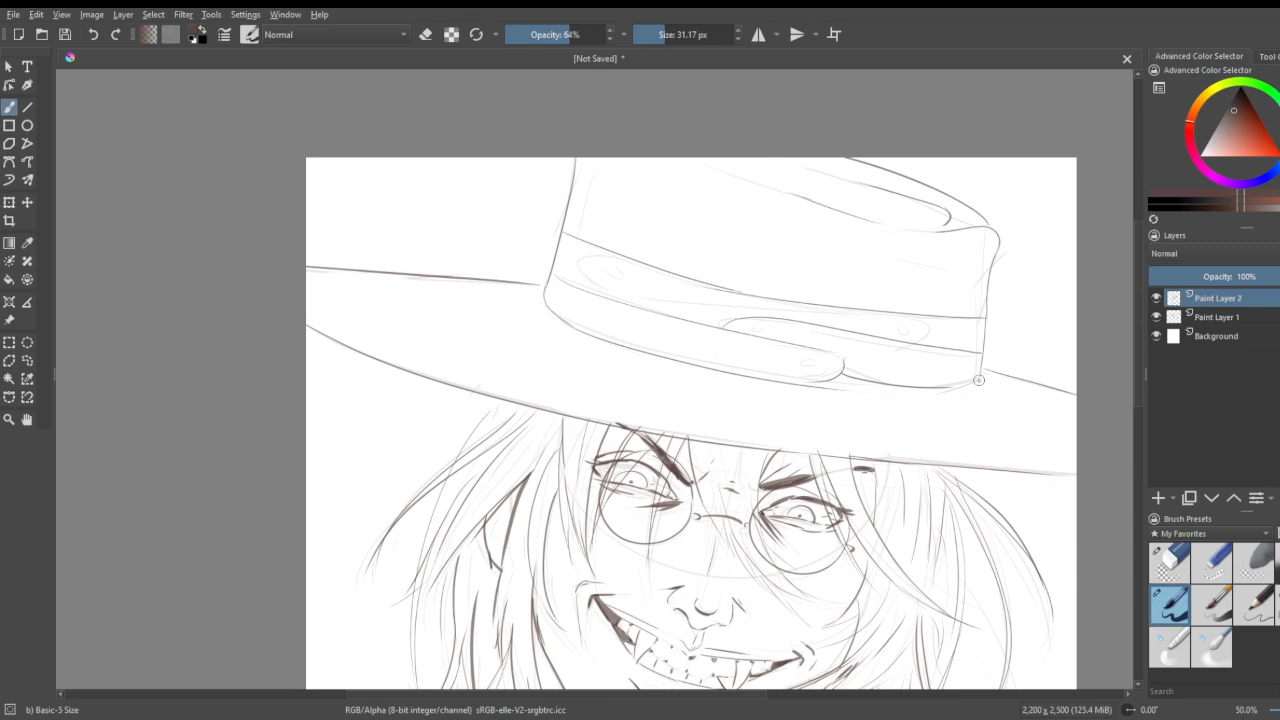 File Edit View Image Layer Select Filter Tools Settings Window Help
Normal Opacity: 64% Size: 31.17 px
[Not Saved] *
Advanced Color Selector Tool O
Advanced Color Selector
Layers
Normal
Opacity: 100%
Paint Layer 2
Paint Layer 1
Background
Brush Presets
My Favorites
Search
b) Basic-5 Size RGB/Alpha (8-bit integer/channel) sRGB-elle-V2-srgbtrc.icc 2,200 x 2,500 (125.4 MiB) 0.00° 50.0%